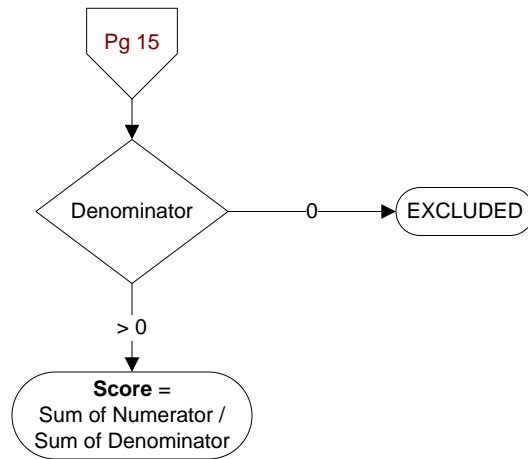 Pg 15
Denominator
0
EXCLUDED
> 0
Score =
Sum of Numerator /
Sum of Denominator